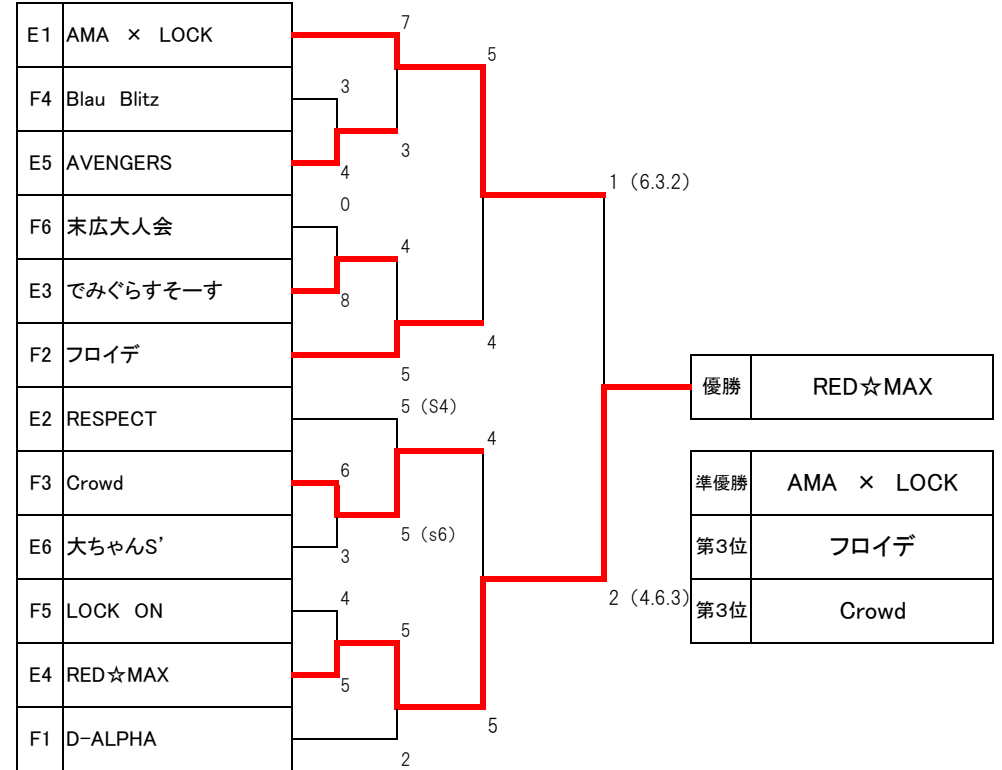 7
E1 AMA × LOCK
5
3
F4 Blau Blitz
3
E5 AVENGERS
4
1（6.3.2）
0
F6 末広大人会
4
E3 でみぐらすそーす
8
4
F2 フロイデ
5
優勝 RED☆MAX
5（S4）
E2 RESPECT
4
6
F3 Crowd
準優勝 AMA × LOCK
5（s6）
E6 大ちゃんS’
3
第3位 フロイデ
4
2（4.6.3）
F5 LOCK ON
第3位 Crowd
5
E4 RED☆MAX
5
5
F1 D-ALPHA
2